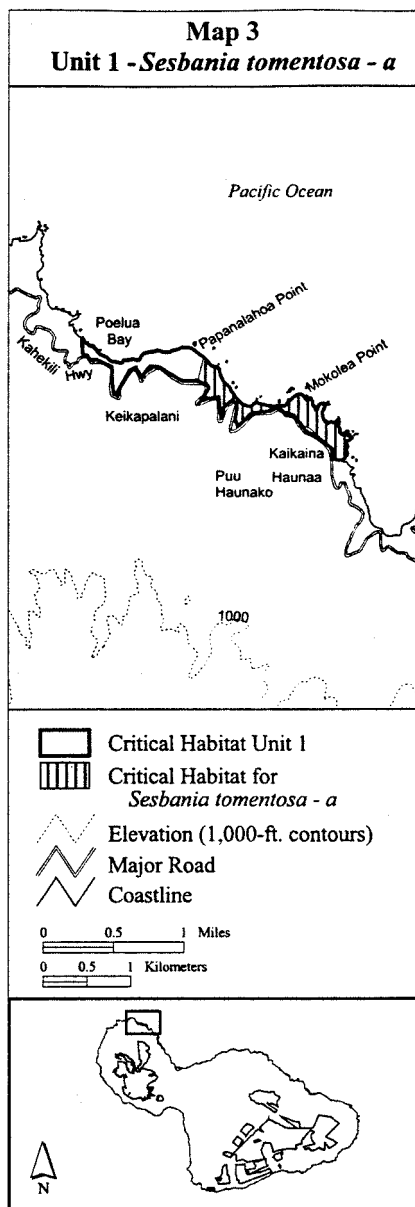 Map 3
Unit 1 - Sesbania tomentosa - a
Pacific Ocean
Papanalahoa Point
Poelua
Bay
Mokolea Point
Kahekili
Hwy
Keikapalani
Kaikaina
Puu
Haunako
Haunaa
1000
Critical Habitat Unit 1
Critical Habitat for
Sesbania tomentosa - a
Elevation (1,000-ft. contours)
Major Road
Coastline
0 0.5 1 Miles
0 0.5 1 Kilometers
N